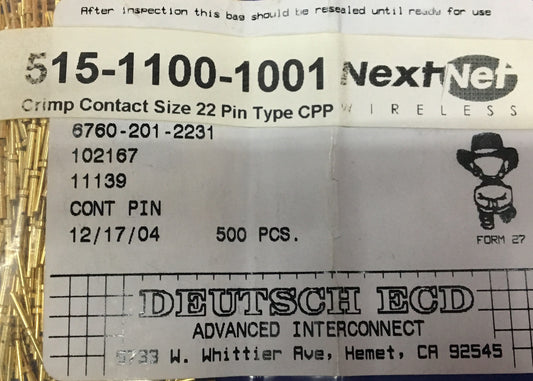 After inspection this bag should be resealed until ready for use
515-1100-1001 NextNet
Crimp Contact Size 22 Pin Type CPP WIRELESS
6760-201-2231
102167
11139
CONT PIN
12/17/04 500 PCS.
FORM 27
DEUTSCH ECD
ADVANCED INTERCONNECT
5733 W. Whittier Ave, Hemet, CA 92545